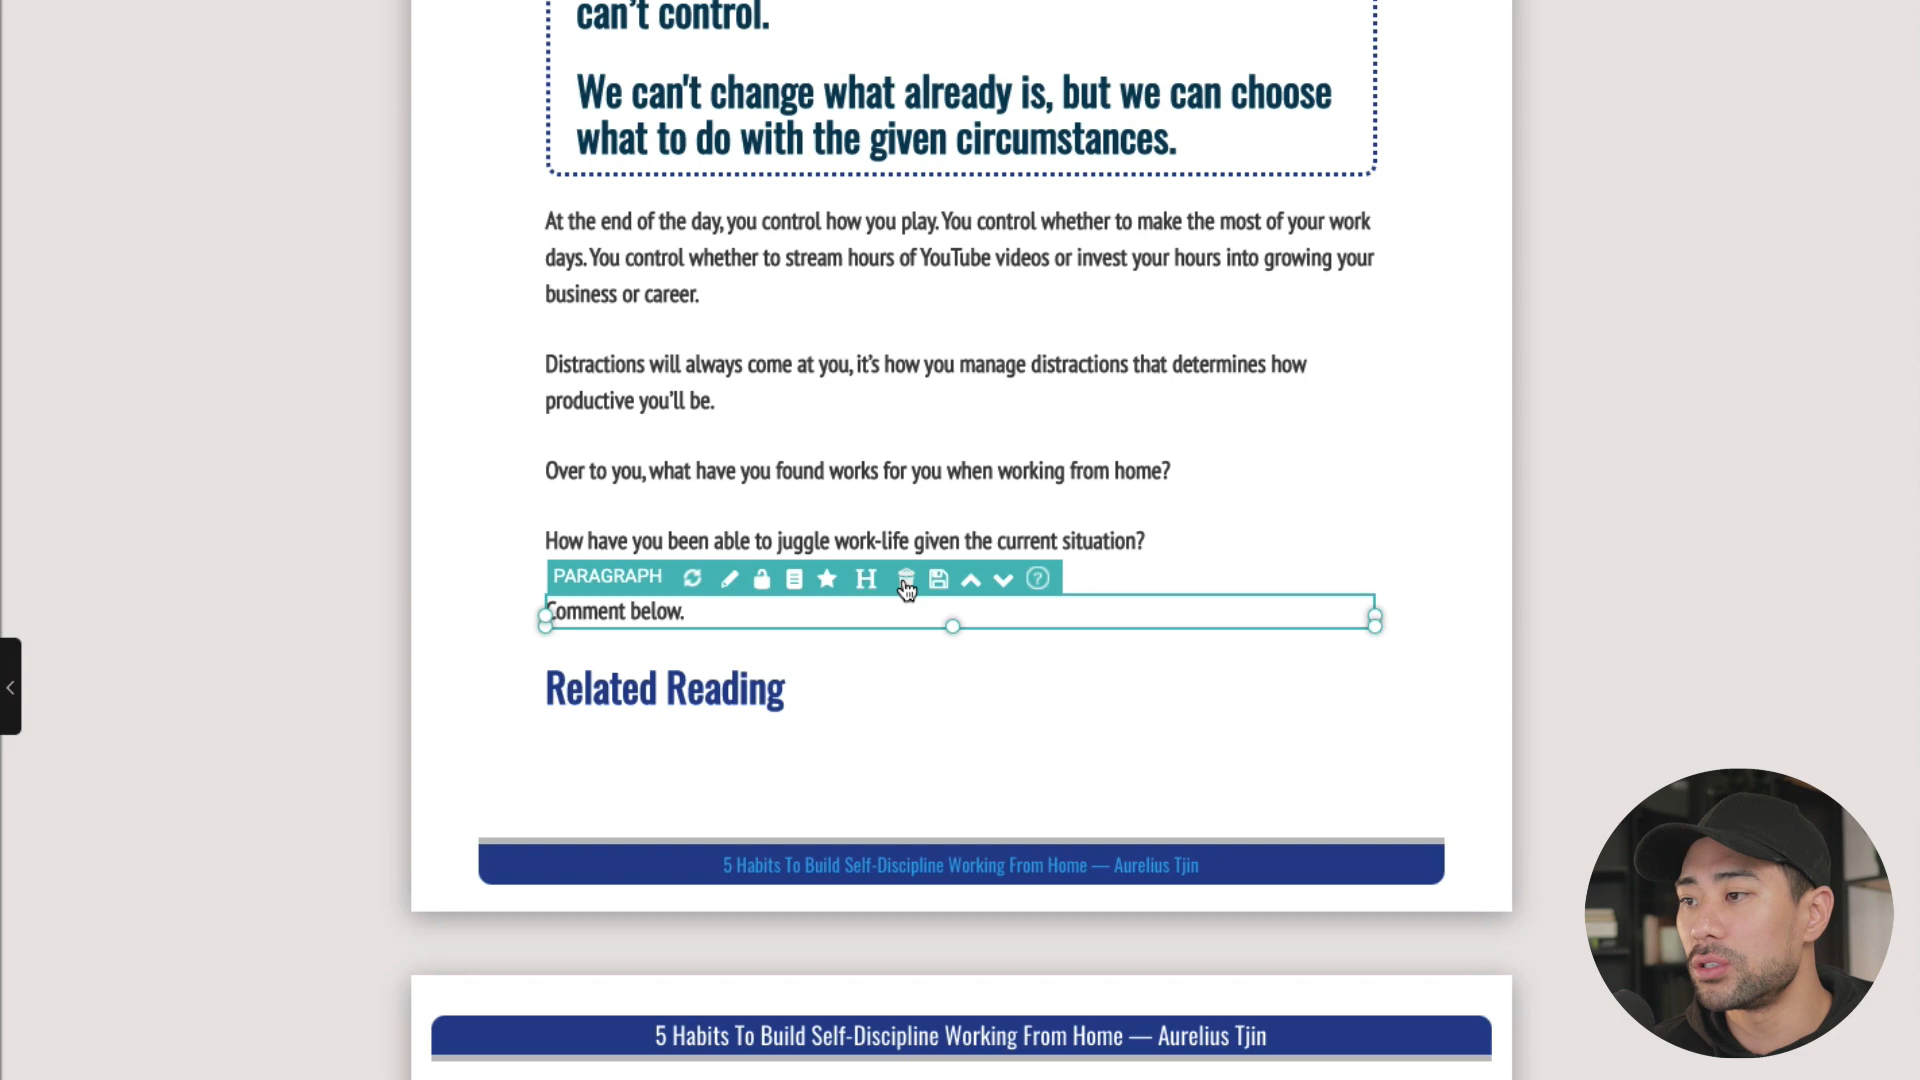 can’t control.
We can't change what already is, but we can choose
what to do with the given circumstances.
At the end of the day, you control how you play. You control whether to make the most of your work
days. You control whether to stream hours of YouTube videos or invest your hours into growing your
business or career.
Distractions will always come at you, it’s how you manage distractions that determines how
productive you’ll be.
Over to you, what have you found works for you when working from home?
How have you been able to juggle work-life given the current situation?
PARAGRAPH H ?
Comment below.
Related Reading
5 Habits To Build Self-Discipline Working From Home — Aurelius Tjin
5 Habits To Build Self-Discipline Working From Home — Aurelius Tjin